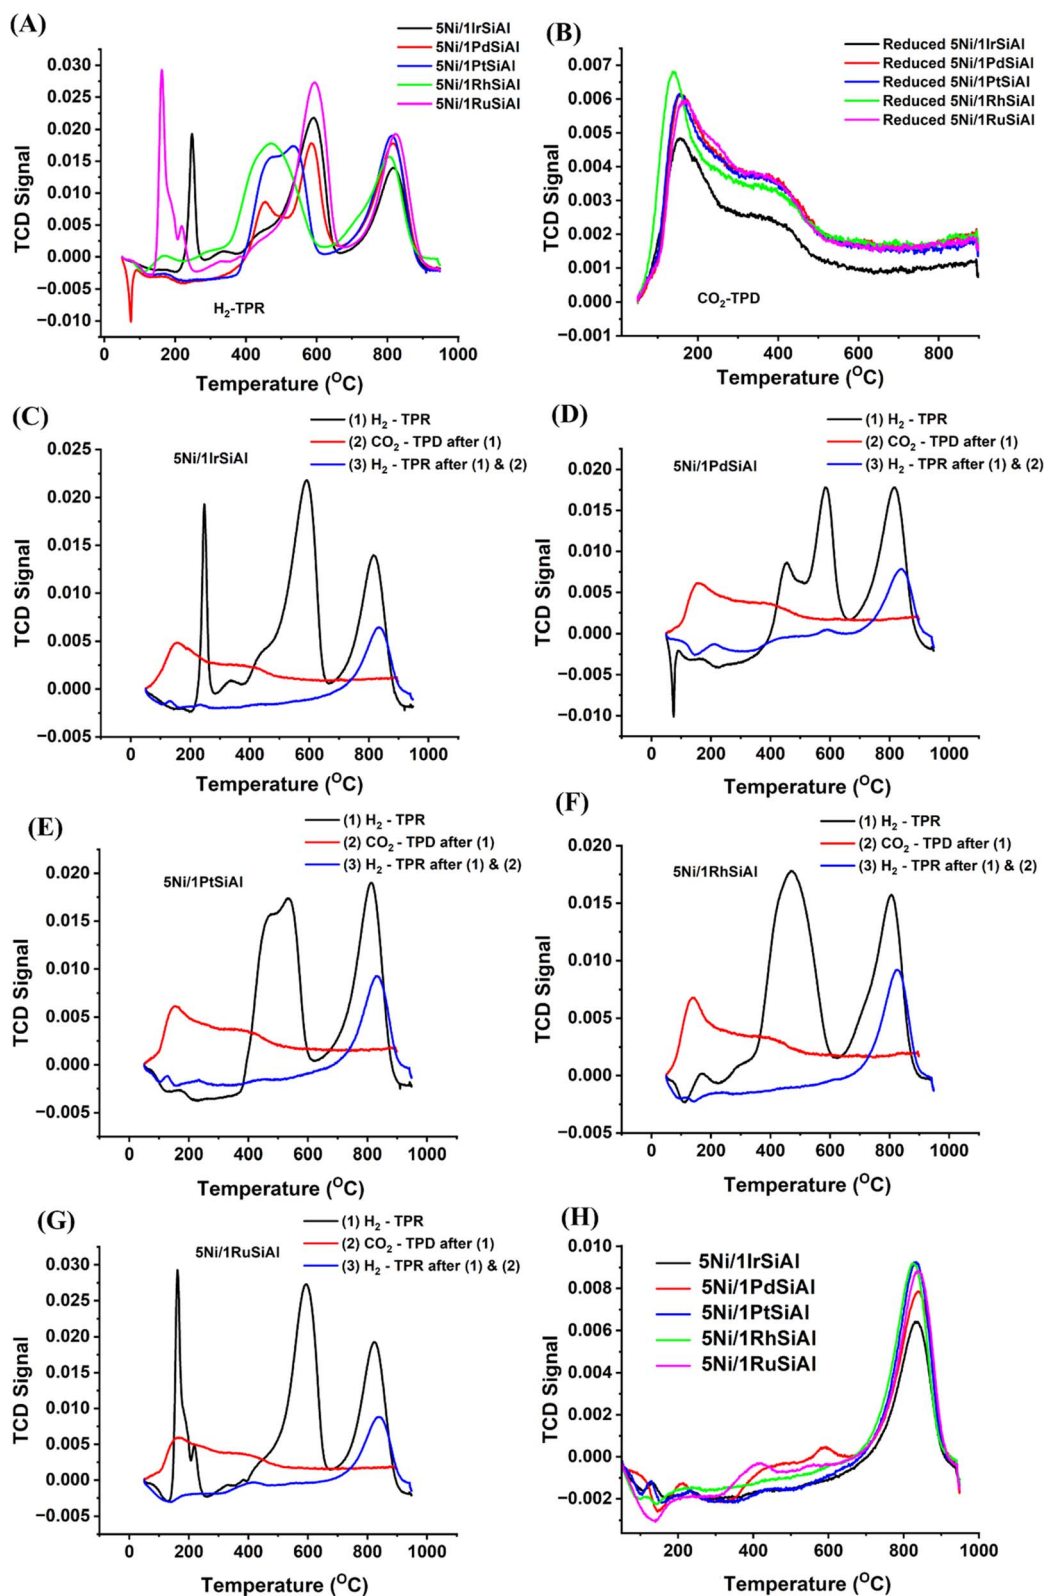 (A)
5Ni/1IrSiAl
5Ni/1PdSiAl
5Ni/1PtSiAl
5Ni/1RhSiAl
5Ni/1RuSiAl
0.030
0.025
0.020
0.015
0.010
0.005
0.000
−0.005
−0.010
TCD Signal
H₂-TPR
0 200 400 600 800 1000
Temperature (ᴼC)
(B)
Reduced 5Ni/1IrSiAl
Reduced 5Ni/1PdSiAl
Reduced 5Ni/1PtSiAl
Reduced 5Ni/1RhSiAl
Reduced 5Ni/1RuSiAl
0.007
0.006
0.005
0.004
0.003
0.002
0.001
0.000
−0.001
TCD Signal
CO₂-TPD
200 400 600 800
Temperature (ᴼC)
(C)
(1) H₂ - TPR
(2) CO₂ - TPD after (1)
(3) H₂ - TPR after (1) & (2)
5Ni/1IrSiAl
0.025
0.020
0.015
0.010
0.005
0.000
−0.005
TCD Signal
0 200 400 600 800 1000
Temperature (ᴼC)
(D)
(1) H₂ - TPR
(2) CO₂ - TPD after (1)
(3) H₂ - TPR after (1) & (2)
5Ni/1PdSiAl
0.020
0.015
0.010
0.005
0.000
−0.005
−0.010
TCD Signal
0 200 400 600 800 1000
Temperature (ᴼC)
(E)
(1) H₂ - TPR
(2) CO₂ - TPD after (1)
(3) H₂ - TPR after (1) & (2)
5Ni/1PtSiAl
0.020
0.015
0.010
0.005
0.000
−0.005
TCD Signal
0 200 400 600 800 1000
Temperature (ᴼC)
(F)
(1) H₂ - TPR
(2) CO₂ - TPD after (1)
(3) H₂ - TPR after (1) & (2)
5Ni/1RhSiAl
0.020
0.015
0.010
0.005
0.000
−0.005
TCD Signal
0 200 400 600 800 1000
Temperature (ᴼC)
(G)
(1) H₂ - TPR
(2) CO₂ - TPD after (1)
(3) H₂ - TPR after (1) & (2)
5Ni/1RuSiAl
0.030
0.025
0.020
0.015
0.010
0.005
0.000
−0.005
TCD Signal
0 200 400 600 800 1000
Temperature (ᴼC)
(H)
5Ni/1IrSiAl
5Ni/1PdSiAl
5Ni/1PtSiAl
5Ni/1RhSiAl
5Ni/1RuSiAl
0.010
0.008
0.006
0.004
0.002
0.000
−0.002
TCD Signal
200 400 600 800 1000
Temperature (ᴼC)